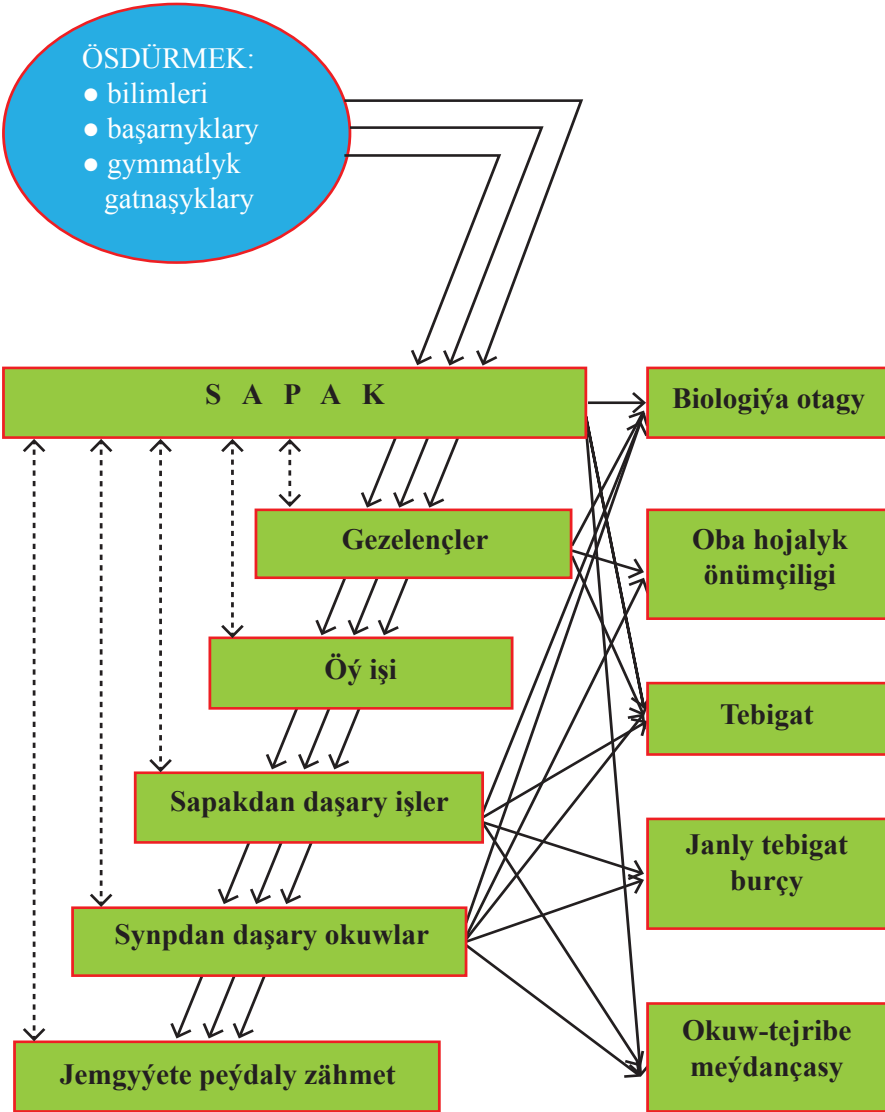 ÖSDÜRMEK:
● bilimleri
● başarnyklary
● gymmatlyk
gatnaşyklary
S A P A K
Biologiýa otagy
Gezelençler
Oba hojalyk
önümçiligi
Öý işi
Tebigat
Sapakdan daşary işler
Janly tebigat
burçy
Synpdan daşary okuwlar
Okuw-tejribe
meýdançasy
Jemgyýete peýdaly zähmet